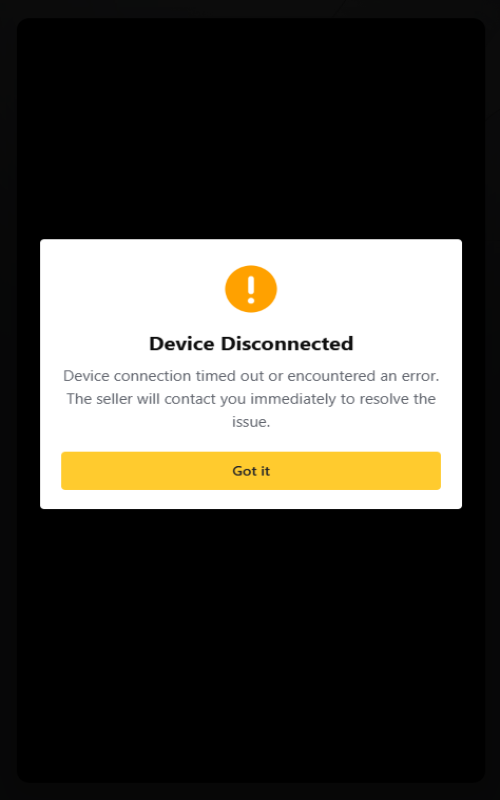 Device Disconnected
Device connection timed out or encountered an error.
The seller will contact you immediately to resolve the
issue.
Got it